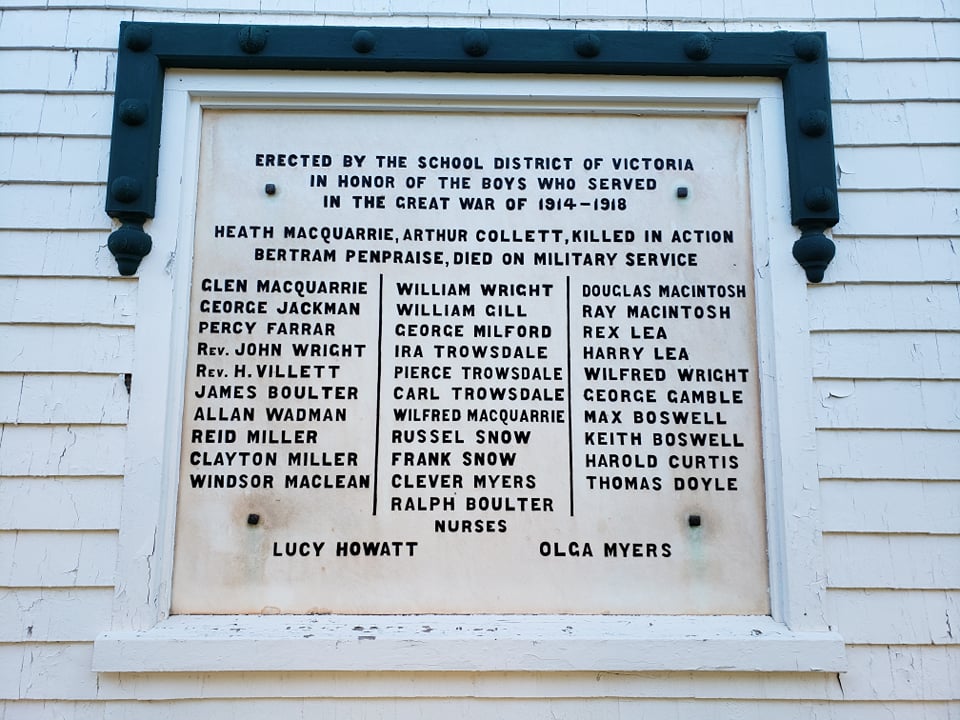 ERECTED BY THE SCHOOL DISTRICT OF VICTORIA
IN HONOR OF THE BOYS WHO SERVED
IN THE GREAT WAR OF 1914-1918
HEATH MACQUARRIE, ARTHUR COLLETT, KILLED IN ACTION
BERTRAM PENPRAISE, DIED ON MILITARY SERVICE
GLEN MACQUARRIE
GEORGE JACKMAN
PERCY FARRAR
REV. JOHN WRIGHT
REV. H. VILLETT
JAMES BOULTER
ALLAN WADMAN
REID MILLER
CLAYTON MILLER
WINDSOR MACLEAN
WILLIAM WRIGHT
WILLIAM GILL
GEORGE MILFORD
IRA TROWSDALE
PIERCE TROWSDALE
CARL TROWSDALE
WILFRED MACQUARRIE
RUSSEL SNOW
FRANK SNOW
CLEVER MYERS
RALPH BOULTER
DOUGLAS MACINTOSH
RAY MACINTOSH
REX LEA
HARRY LEA
WILFRED WRIGHT
GEORGE GAMBLE
MAX BOSWELL
KEITH BOSWELL
HAROLD CURTIS
THOMAS DOYLE
NURSES
LUCY HOWATT OLGA MYERS